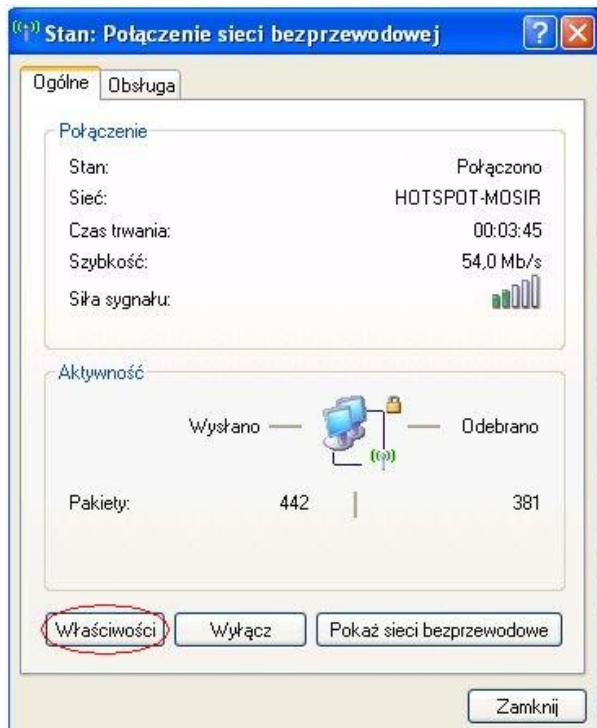 Stan: Połączenie sieci bezprzewodowej
Ogólne Obsługa
Połączenie
Stan: Połączono
Sieć: HOTSPOT-MOSIR
Czas trwania: 00:03:45
Szybkość: 54,0 Mb/s
Siła sygnału:
Aktywność
Wysłano Odebrano
Pakiety: 442 381
Właściwości Wyłącz Pokaż sieci bezprzewodowe
Zamknij